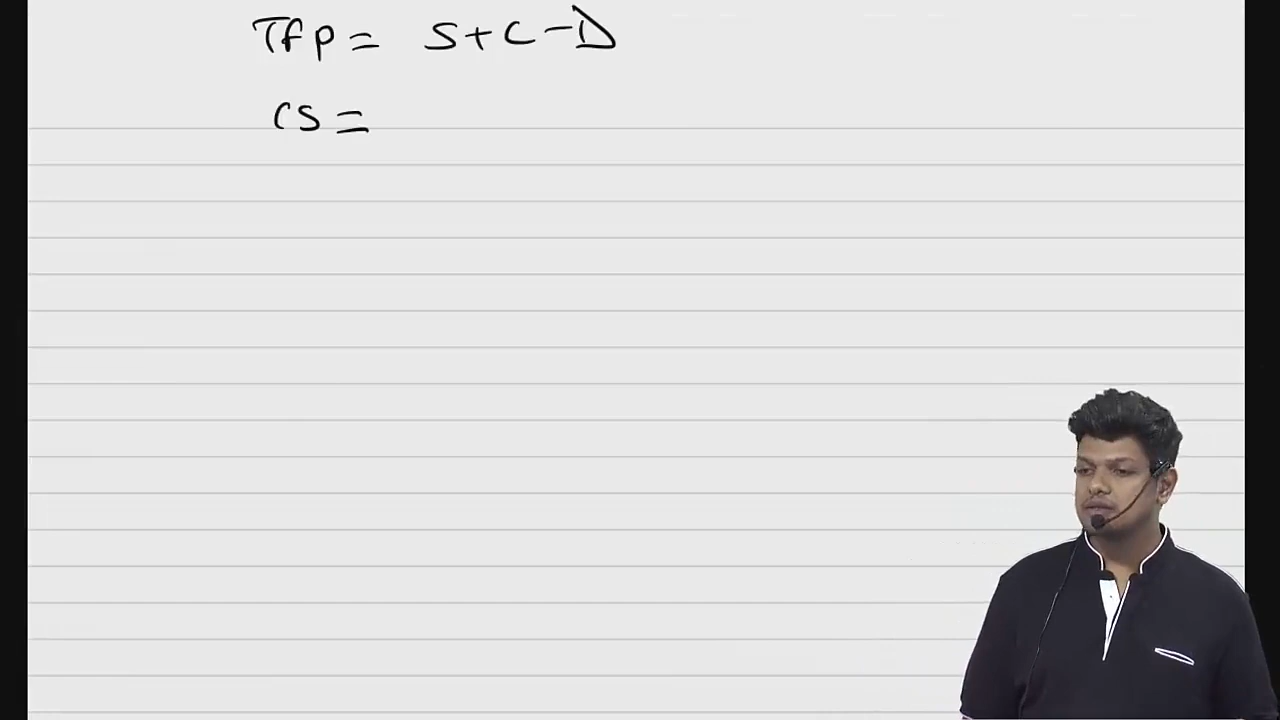 TFP = S + C - D
CS =